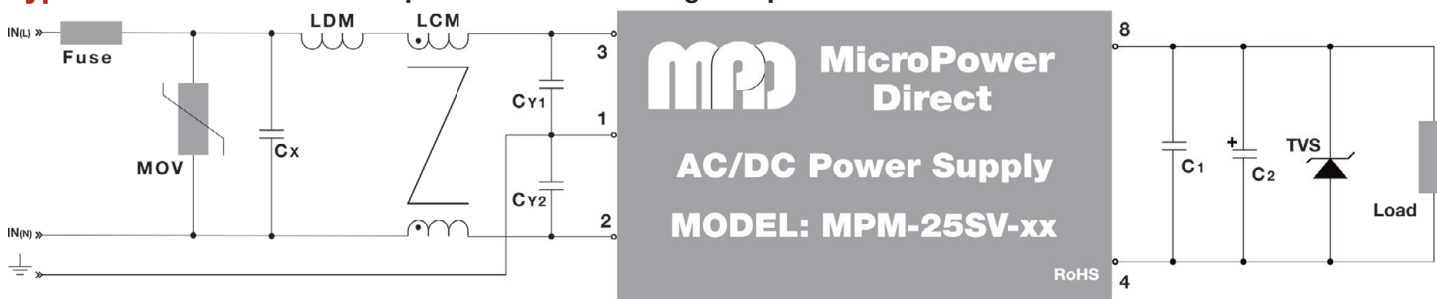 IN(L)
Fuse
MOV
CX
LDM
LCM
CY1
CY2
3
1
2
IN(N)
MPD
MicroPower
Direct
AC/DC Power Supply
MODEL: MPM-25SV-xx
RoHS
8
4
C1
+
C2
TVS
Load